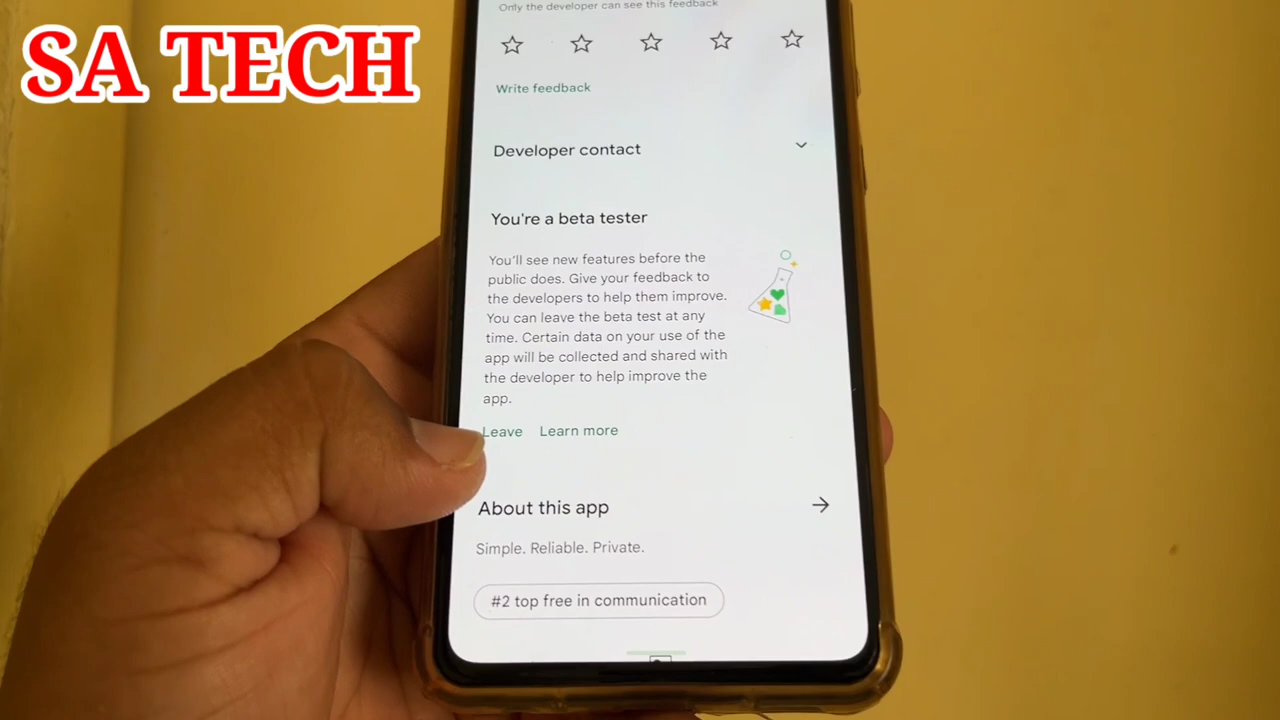 SA TECH
Only the developer can see this feedback
Write feedback
Developer contact
You're a beta tester
You'll see new features before the
public does. Give your feedback to
the developers to help them improve.
You can leave the beta test at any
time. Certain data on your use of the
app will be collected and shared with
the developer to help improve the
app.
Leave Learn more
About this app
Simple. Reliable. Private.
#2 top free in communication